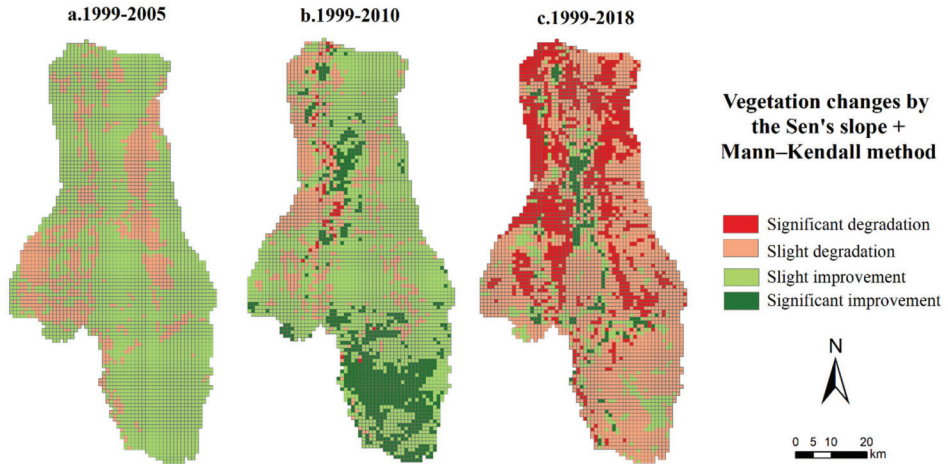 a.1999-2005
b.1999-2010
c.1999-2018
Vegetation changes by
the Sen's slope +
Mann–Kendall method
Significant degradation
Slight degradation
Slight improvement
Significant improvement
N
0 5 10 20
km